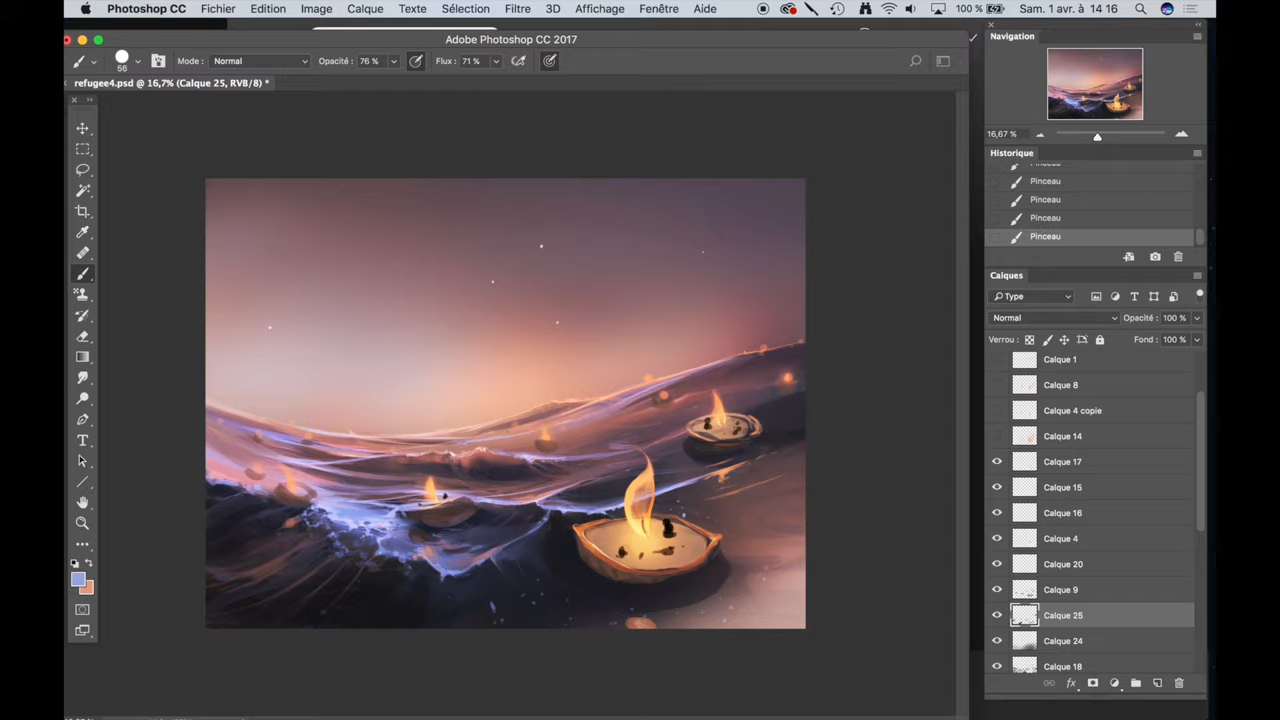 Photoshop CC Fichier Edition Image Calque Texte Sélection Filtre 3D Affichage Fenêtre Aide 100 % Sam. 1 avr. à 14 16
Adobe Photoshop CC 2017
56 Mode : Normal Opacité : 76 % Flux : 71 %
refugee4.psd @ 16,7% (Calque 25, RVB/8) *
Navigation
16,67 %
Historique
Pinceau
Pinceau
Pinceau
Pinceau
Pinceau
Calques
Type
Normal Opacité : 100 %
Verrou : Fond : 100 %
Calque 1
Calque 8
Calque 4 copie
Calque 14
Calque 17
Calque 15
Calque 16
Calque 4
Calque 20
Calque 9
Calque 25
Calque 24
Calque 18
fx